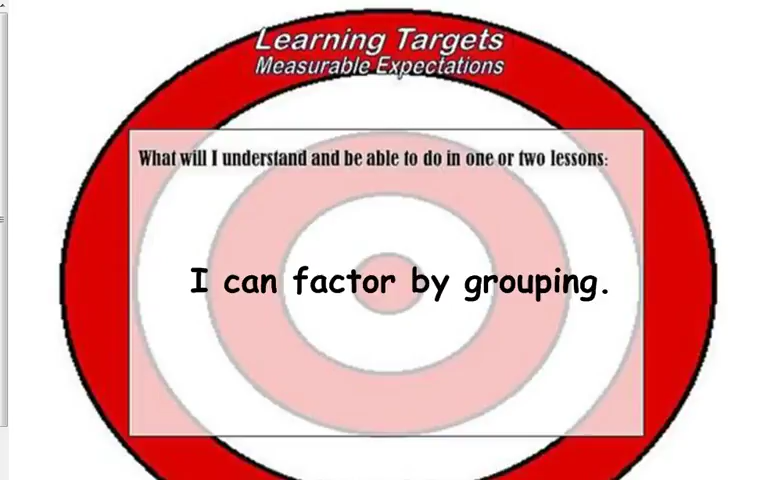 Learning Targets
Measurable Expectations
What will I understand and be able to do in one or two lessons:
I can factor by grouping.